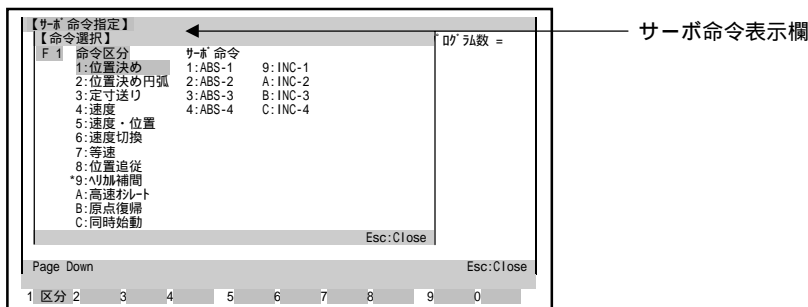 【ｻｰﾎﾞ命令指定】
【命令選択】
ﾞﾛｸﾞﾗﾑ数 =
サーボ命令表示欄
F 1 命令区分 ｻｰﾎﾞ命令
1:位置決め 1:ABS-1 9:INC-1
2:位置決め円弧 2:ABS-2 A:INC-2
3:定寸送り 3:ABS-3 B:INC-3
4:速度 4:ABS-4 C:INC-4
5:速度・位置
6:速度切換
7:等速
8:位置追従
*9:ﾍﾘｶﾙ補間
A:高速ｵｼﾚｰﾄ
B:原点復帰
C:同時始動
Esc:Close
Page Down Esc:Close
1 区分 2 3 4 5 6 7 8 9 0